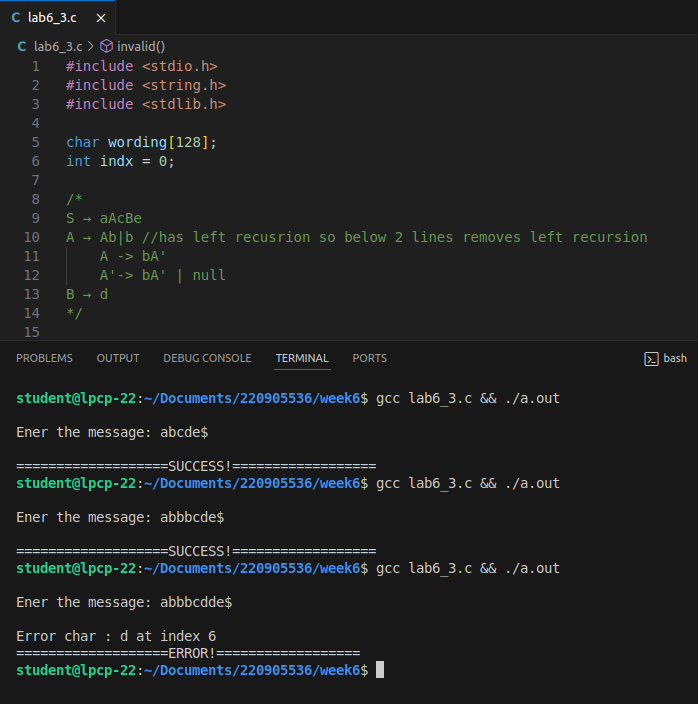 C lab6_3.c ×
C lab6_3.c > invalid()
1 #include <stdio.h>
2 #include <string.h>
3 #include <stdlib.h>
4
5 char wording[128];
6 int indx = 0;
7
8 /*
9 S → aAcBe
10 A → Ab|b //has left recusrion so below 2 lines removes left recursion
11 A -> bA'
12 A'-> bA' | null
13 B → d
14 */
15
PROBLEMS OUTPUT DEBUG CONSOLE TERMINAL PORTS bash
student@lpcp-22:~/Documents/220905536/week6$ gcc lab6_3.c && ./a.out
Ener the message: abcde$
===================SUCCESS!==================
student@lpcp-22:~/Documents/220905536/week6$ gcc lab6_3.c && ./a.out
Ener the message: abbbcde$
===================SUCCESS!==================
student@lpcp-22:~/Documents/220905536/week6$ gcc lab6_3.c && ./a.out
Ener the message: abbbcdde$
Error char : d at index 6
===================ERROR!==================
student@lpcp-22:~/Documents/220905536/week6$